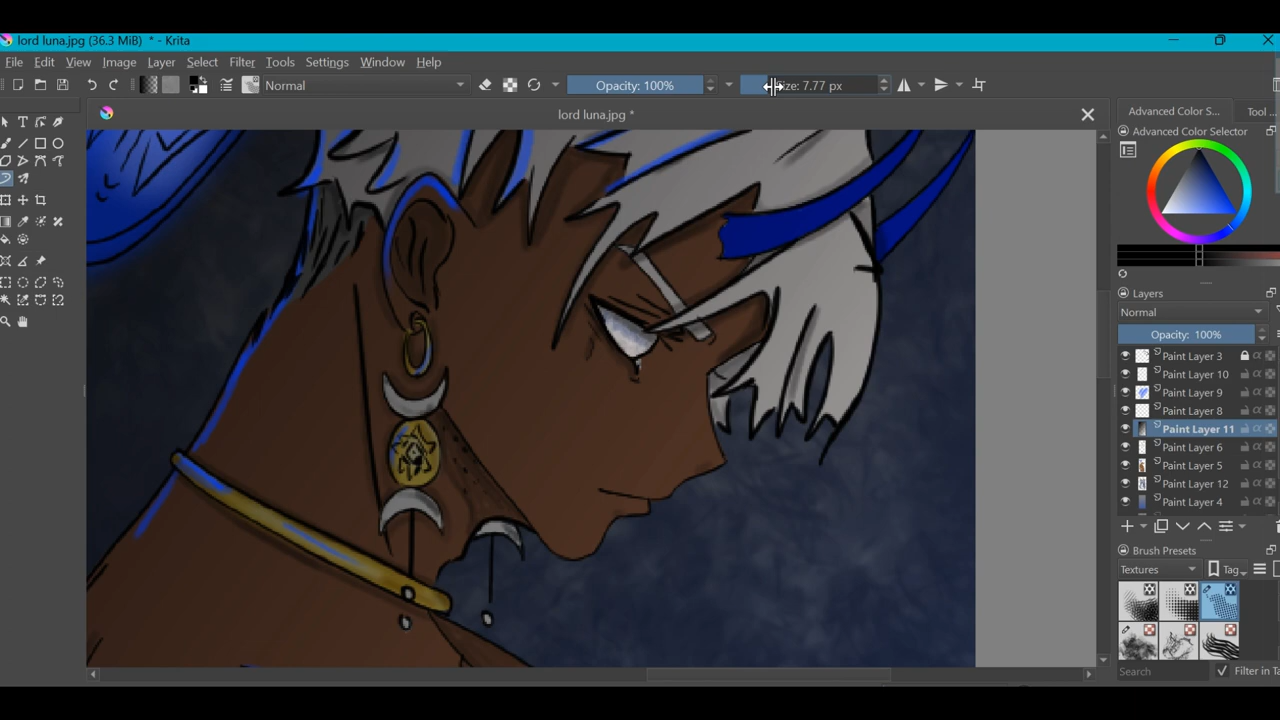 lord luna.jpg (36.3 MiB) * - Krita
File Edit View Image Layer Select Filter Tools Settings Window Help
Normal Opacity: 100% Size: 7.77 px
lord luna.jpg *
Advanced Color S... Tool ...
Advanced Color Selector
Layers
Normal
Opacity: 100%
Paint Layer 3
Paint Layer 10
Paint Layer 9
Paint Layer 8
Paint Layer 11
Paint Layer 6
Paint Layer 5
Paint Layer 12
Paint Layer 4
Brush Presets
Textures Tag
Search Filter in Ta